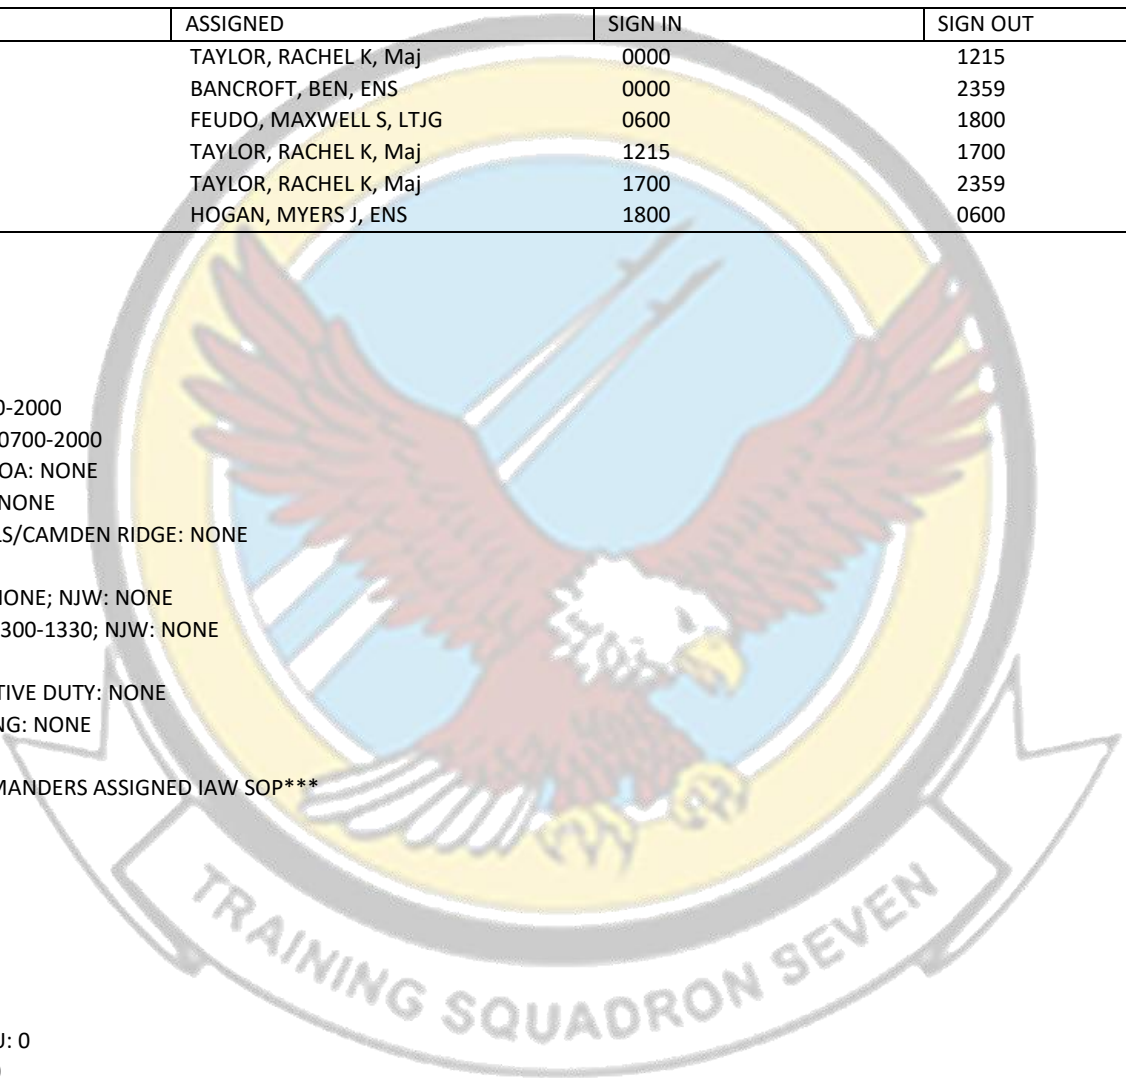 ASSIGNED SIGN IN SIGN OUT
TAYLOR, RACHEL K, Maj 0000 1215
BANCROFT, BEN, ENS 0000 2359
FEUDO, MAXWELL S, LTJG 0600 1800
TAYLOR, RACHEL K, Maj 1215 1700
TAYLOR, RACHEL K, Maj 1700 2359
HOGAN, MYERS J, ENS 1800 0600
0-2000
0700-2000
OA: NONE
NONE
LS/CAMDEN RIDGE: NONE
NONE; NJW: NONE
300-1330; NJW: NONE
TIVE DUTY: NONE
NG: NONE
MANDERS ASSIGNED IAW SOP***
TRAINING SQUADRON SEVEN
U: 0